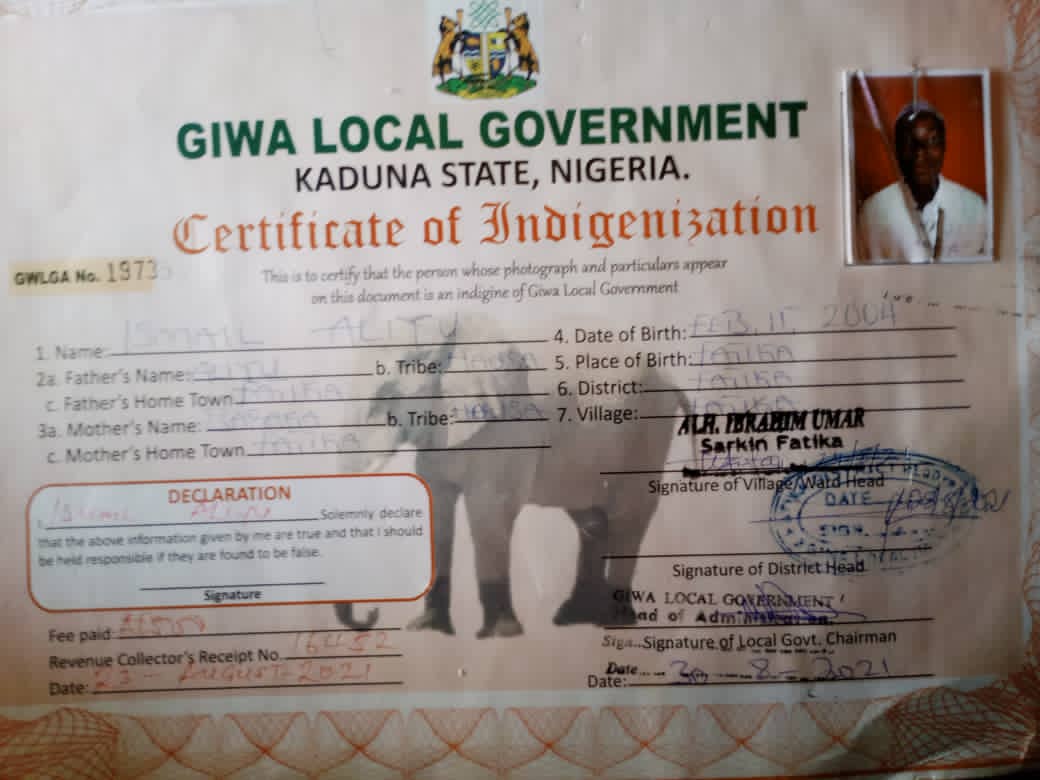 GIWA LOCAL GOVERNMENT
KADUNA STATE, NIGERIA.
Certificate of Indigenization
GWLGA No. 1973
This is to certify that the person whose photograph and particulars appear
on this document is an indigine of Giwa Local Government
1. Name: ISMAIL ALIYU
2a. Father's Name: ALIYU b. Tribe: HAUSA
c. Father's Home Town FATIKA
3a. Mother's Name: b. Tribe: HAUSA
c. Mother's Home Town FATIKA
4. Date of Birth: FEB. 11, 2004
5. Place of Birth: FATIKA
6. District: FATIKA
7. Village: FATIKA
ALH. IBRAHIM UMAR
Sarkin Fatika
Signature of Village/Ward Head
DATE
SIGN
Signature of District Head
GIWA LOCAL GOVERNMENT
Head of Administration
Sign... Signature of Local Govt. Chairman
Date
Date: 30 - 8 - 2021
DECLARATION
Ismail Aliyu Solemnly declare
that the above information given by me are true and that I should
be held responsible if they are found to be false.
Signature
Fee paid
Revenue Collector's Receipt No. 16452
Date: 23 - AUGUST 2021